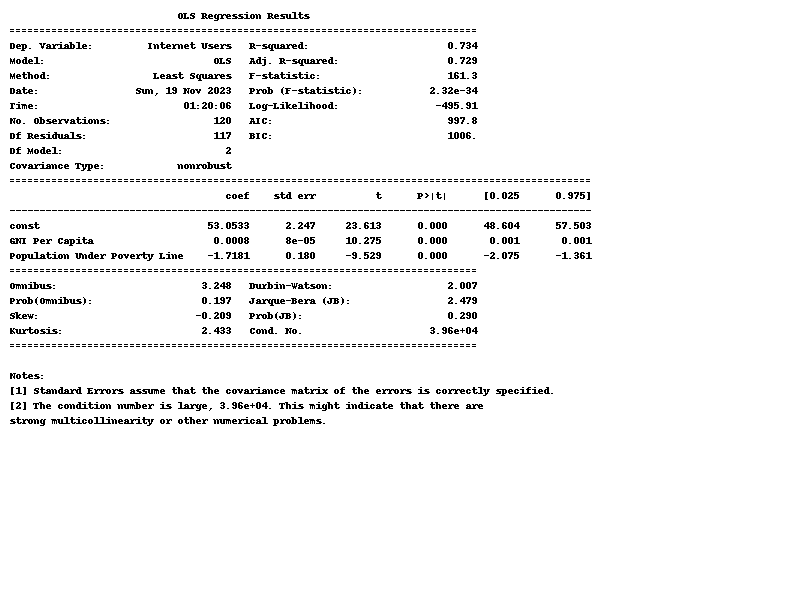 OLS Regression Results
==============================================================================
Dep. Variable: Internet Users R-squared: 0.734
Model: OLS Adj. R-squared: 0.729
Method: Least Squares F-statistic: 161.3
Date: Sun, 19 Nov 2023 Prob (F-statistic): 2.32e-34
Time: 01:20:06 Log-Likelihood: -495.91
No. Observations: 120 AIC: 997.8
Df Residuals: 117 BIC: 1006.
Df Model: 2
Covariance Type: nonrobust
=================================================================================================
coef std err t P>|t| [0.025 0.975]
-------------------------------------------------------------------------------------------------
const 53.0533 2.247 23.613 0.000 48.604 57.503
GNI Per Capita 0.0008 8e-05 10.275 0.000 0.001 0.001
Population Under Poverty Line -1.7181 0.180 -9.529 0.000 -2.075 -1.361
==============================================================================
Omnibus: 3.248 Durbin-Watson: 2.007
Prob(Omnibus): 0.197 Jarque-Bera (JB): 2.479
Skew: -0.209 Prob(JB): 0.290
Kurtosis: 2.433 Cond. No. 3.96e+04
==============================================================================
Notes:
[1] Standard Errors assume that the covariance matrix of the errors is correctly specified.
[2] The condition number is large, 3.96e+04. This might indicate that there are
strong multicollinearity or other numerical problems.